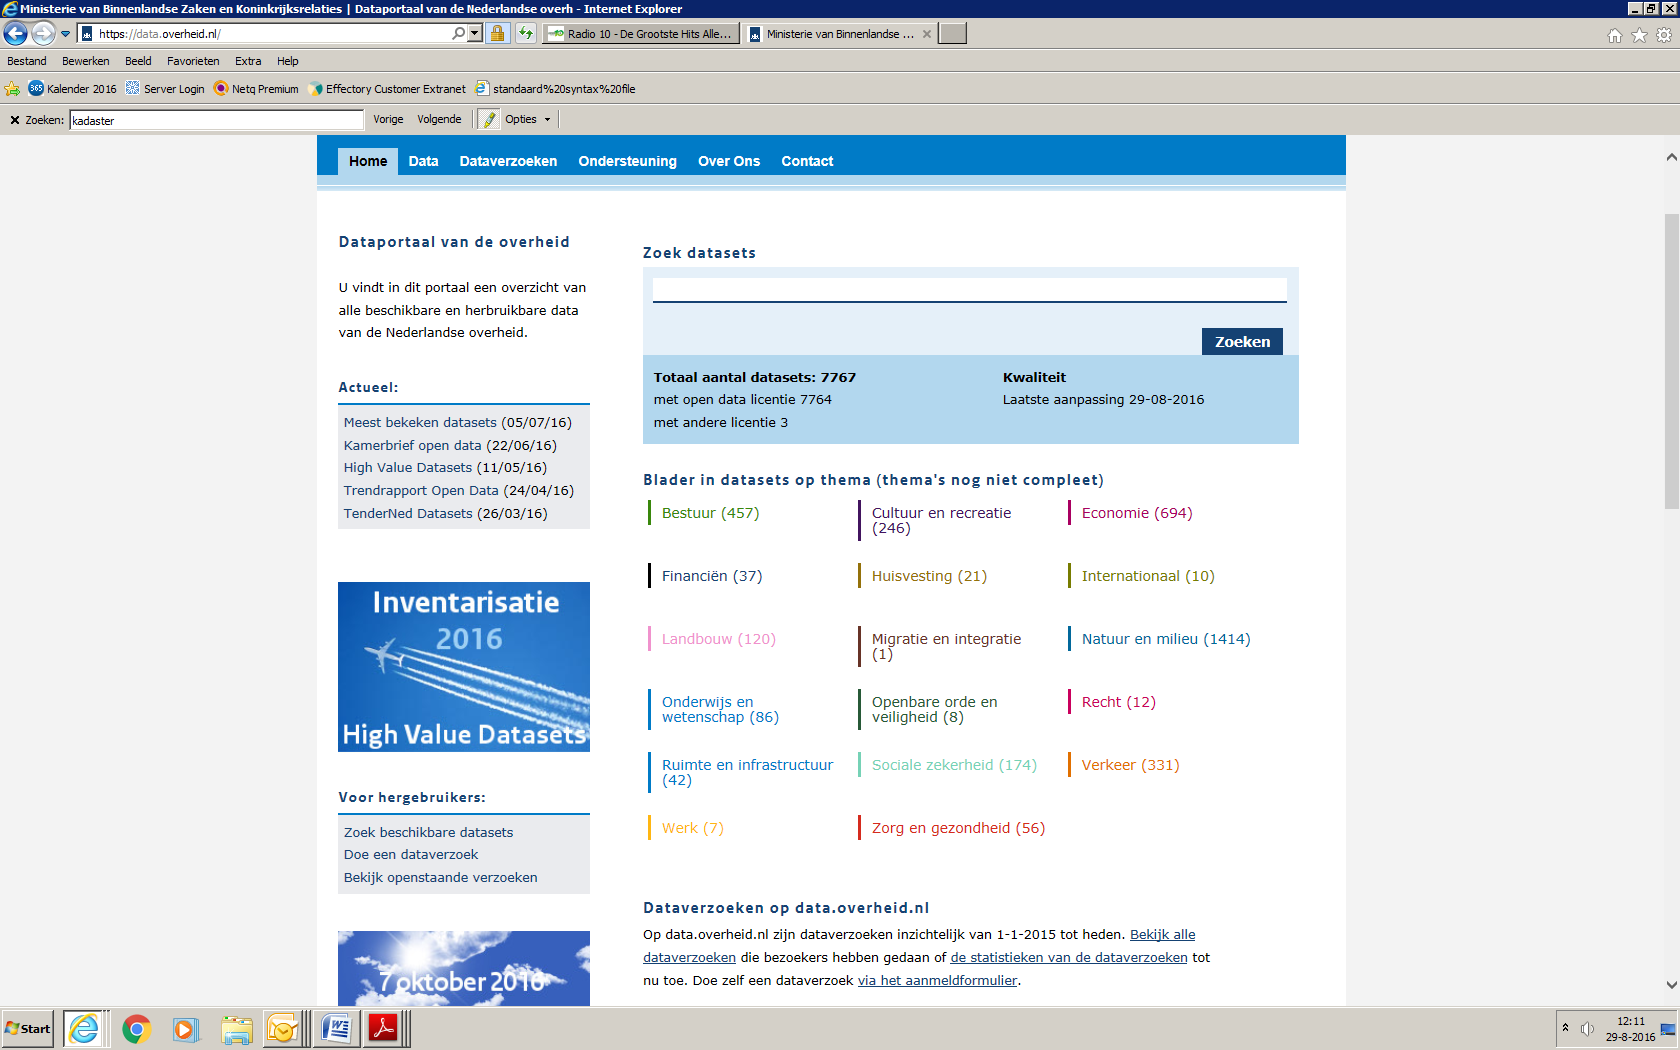 Ministerie van Binnenlandse Zaken en Koninkrijksrelaties | Dataportaal van de Nederlandse overh - Internet Explorer
https://data.overheid.nl/
Radio 10 - De Grootste Hits Alle...
Ministerie van Binnenlandse ...
Bestand Bewerken Beeld Favorieten Extra Help
365 Kalender 2016 Server Login Netq Premium Effectory Customer Extranet standaard%20syntax%20file
Zoeken: kadaster Vorige Volgende Opties
Home Data Dataverzoeken Ondersteuning Over Ons Contact
Dataportaal van de overheid
U vindt in dit portaal een overzicht van
alle beschikbare en herbruikbare data
van de Nederlandse overheid.
Actueel:
Meest bekeken datasets (05/07/16)
Kamerbrief open data (22/06/16)
High Value Datasets (11/05/16)
Trendrapport Open Data (24/04/16)
TenderNed Datasets (26/03/16)
Inventarisatie
2016
High Value Datasets
Voor hergebruikers:
Zoek beschikbare datasets
Doe een dataverzoek
Bekijk openstaande verzoeken
7 oktober 2016
Zoek datasets
Zoeken
Totaal aantal datasets: 7767
met open data licentie 7764
met andere licentie 3
Kwaliteit
Laatste aanpassing 29-08-2016
Blader in datasets op thema (thema's nog niet compleet)
Bestuur (457)
Cultuur en recreatie
(246)
Economie (694)
Financiën (37)
Huisvesting (21)
Internationaal (10)
Landbouw (120)
Migratie en integratie
(1)
Natuur en milieu (1414)
Onderwijs en
wetenschap (86)
Openbare orde en
veiligheid (8)
Recht (12)
Ruimte en infrastructuur
(42)
Sociale zekerheid (174)
Verkeer (331)
Werk (7)
Zorg en gezondheid (56)
Dataverzoeken op data.overheid.nl
Op data.overheid.nl zijn dataverzoeken inzichtelijk van 1-1-2015 tot heden. Bekijk alle
dataverzoeken die bezoekers hebben gedaan of de statistieken van de dataverzoeken tot
nu toe. Doe zelf een dataverzoek via het aanmeldformulier.
Start
12:11
29-8-2016